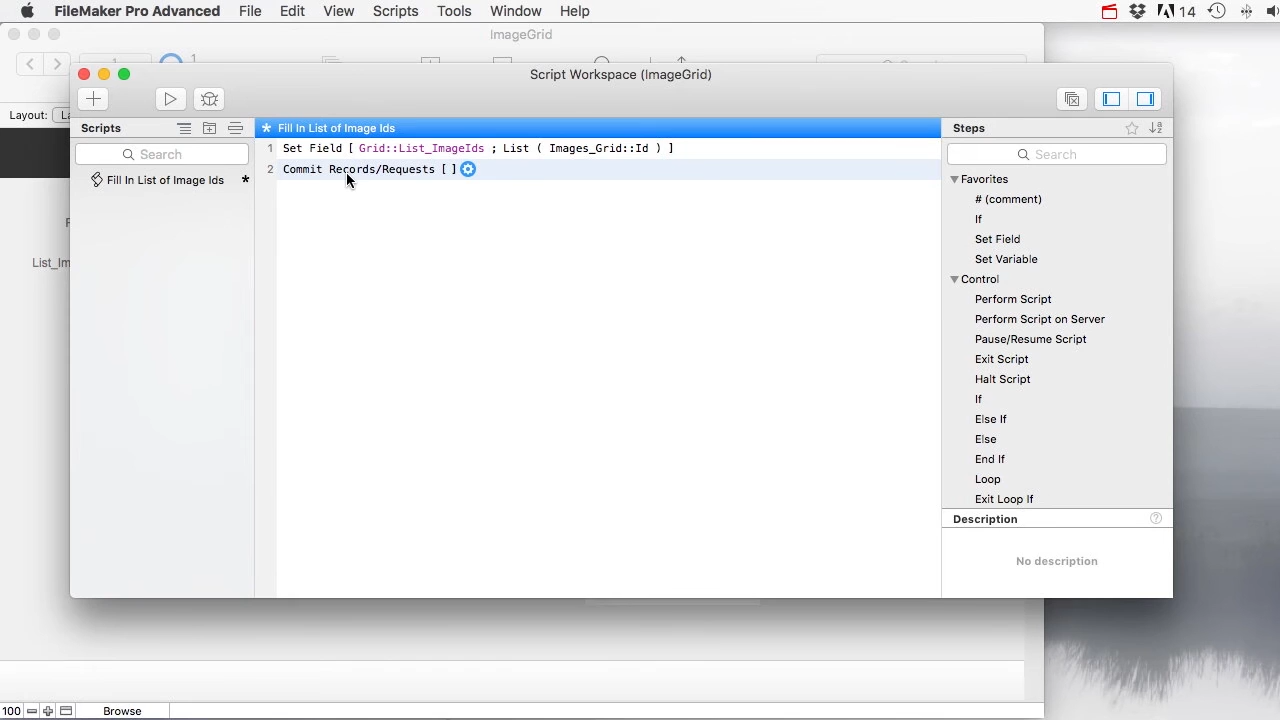 FileMaker Pro Advanced File Edit View Scripts Tools Window Help 14
ImageGrid
Script Workspace (ImageGrid)
Layout:
Scripts
Search
Fill In List of Image Ids *
* Fill In List of Image Ids
1 Set Field [ Grid::List_ImageIds ; List ( Images_Grid::Id ) ]
2 Commit Records/Requests [ ]
List_Im
Steps
Search
Favorites
# (comment)
If
Set Field
Set Variable
Control
Perform Script
Perform Script on Server
Pause/Resume Script
Exit Script
Halt Script
If
Else If
Else
End If
Loop
Exit Loop If
Description
No description
100 Browse